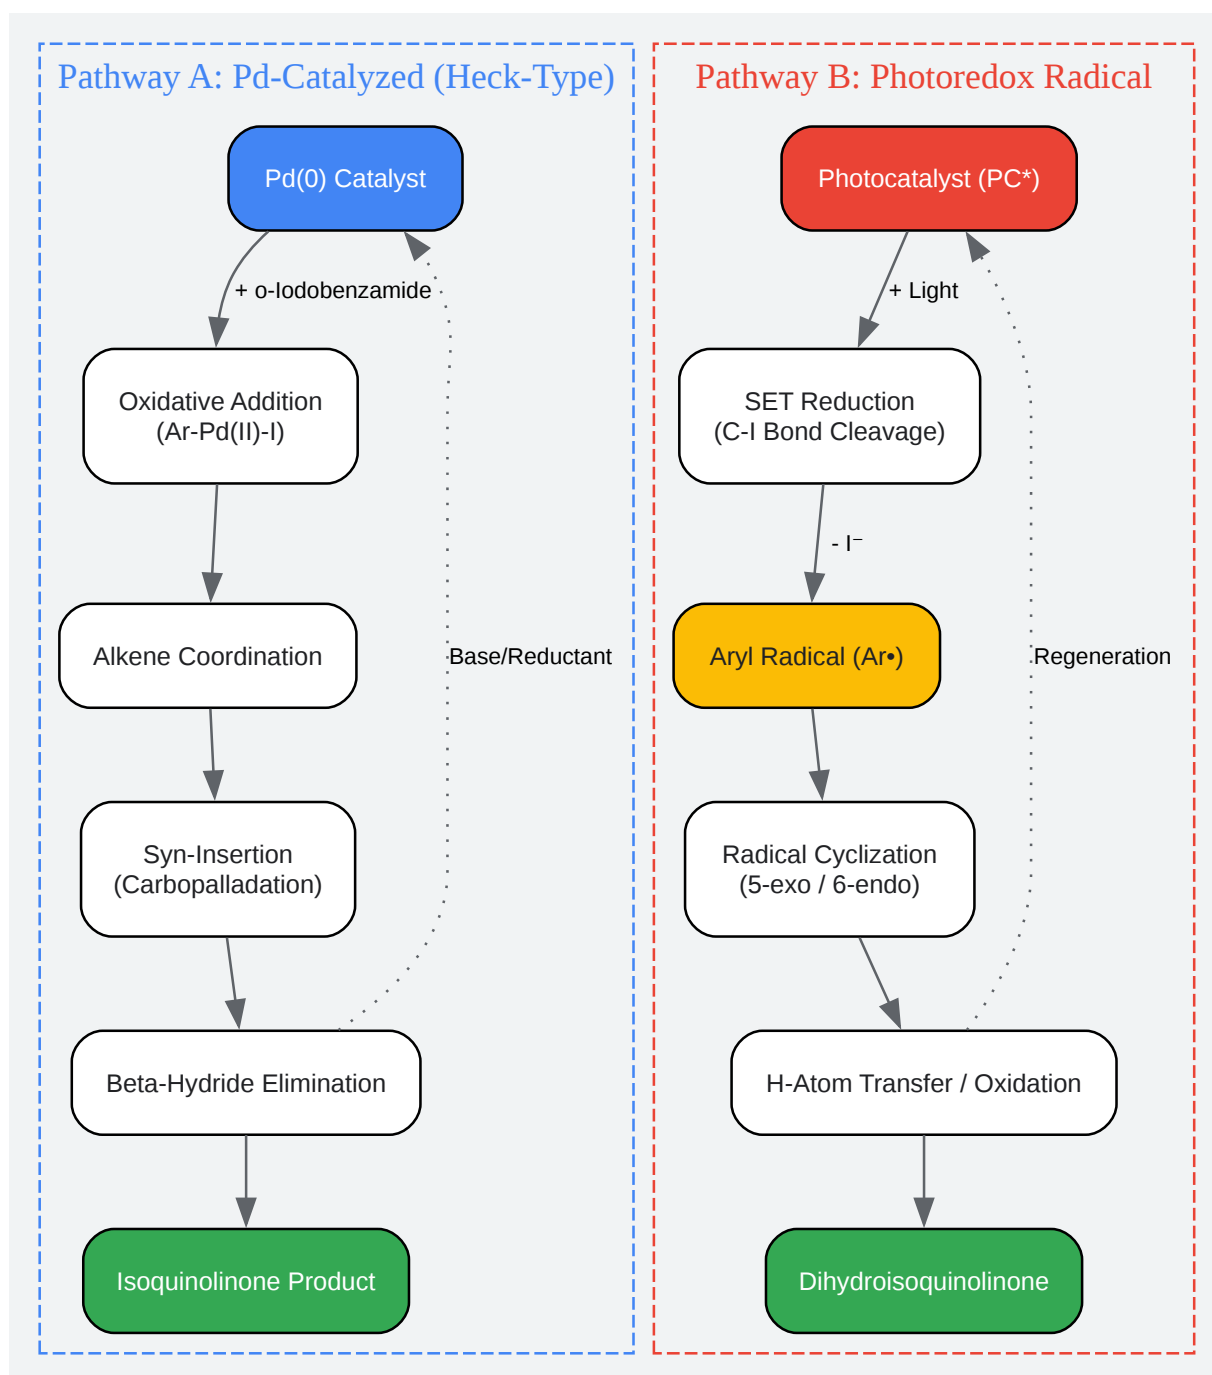 Pathway A: Pd-Catalyzed (Heck-Type)
Pd(0) Catalyst
+ o-Iodobenzamide
Oxidative Addition
(Ar-Pd(II)-I)
Alkene Coordination
Base/Reductant
Syn-Insertion
(Carbopalladation)
Beta-Hydride Elimination
Isoquinolinone Product
Pathway B: Photoredox Radical
Photocatalyst (PC*)
+ Light
SET Reduction
(C-I Bond Cleavage)
- I⁻
Aryl Radical (Ar•)
Regeneration
Radical Cyclization
(5-exo / 6-endo)
H-Atom Transfer / Oxidation
Dihydroisoquinolinone